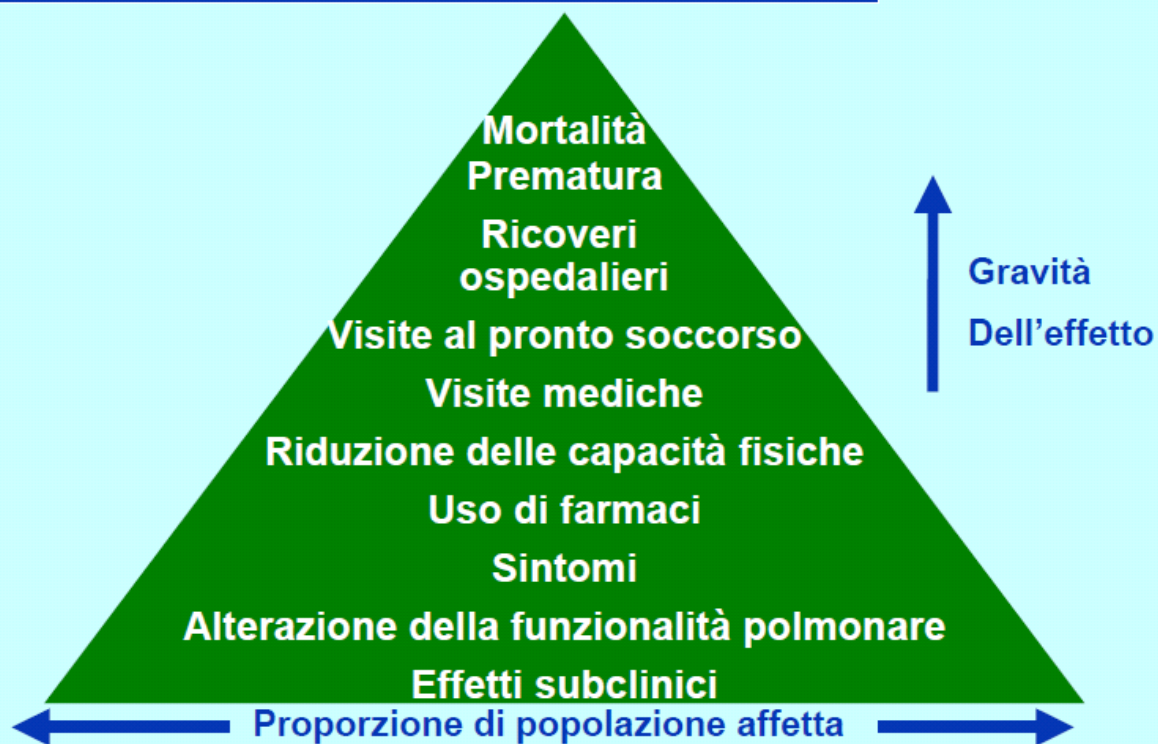 Mortalità
Prematura
Ricoveri
ospedalieri
Visite al pronto soccorso
Visite mediche
Riduzione delle capacità fisiche
Uso di farmaci
Sintomi
Alterazione della funzionalità polmonare
Effetti subclinici
Gravità
Dell'effetto
Proporzione di popolazione affetta